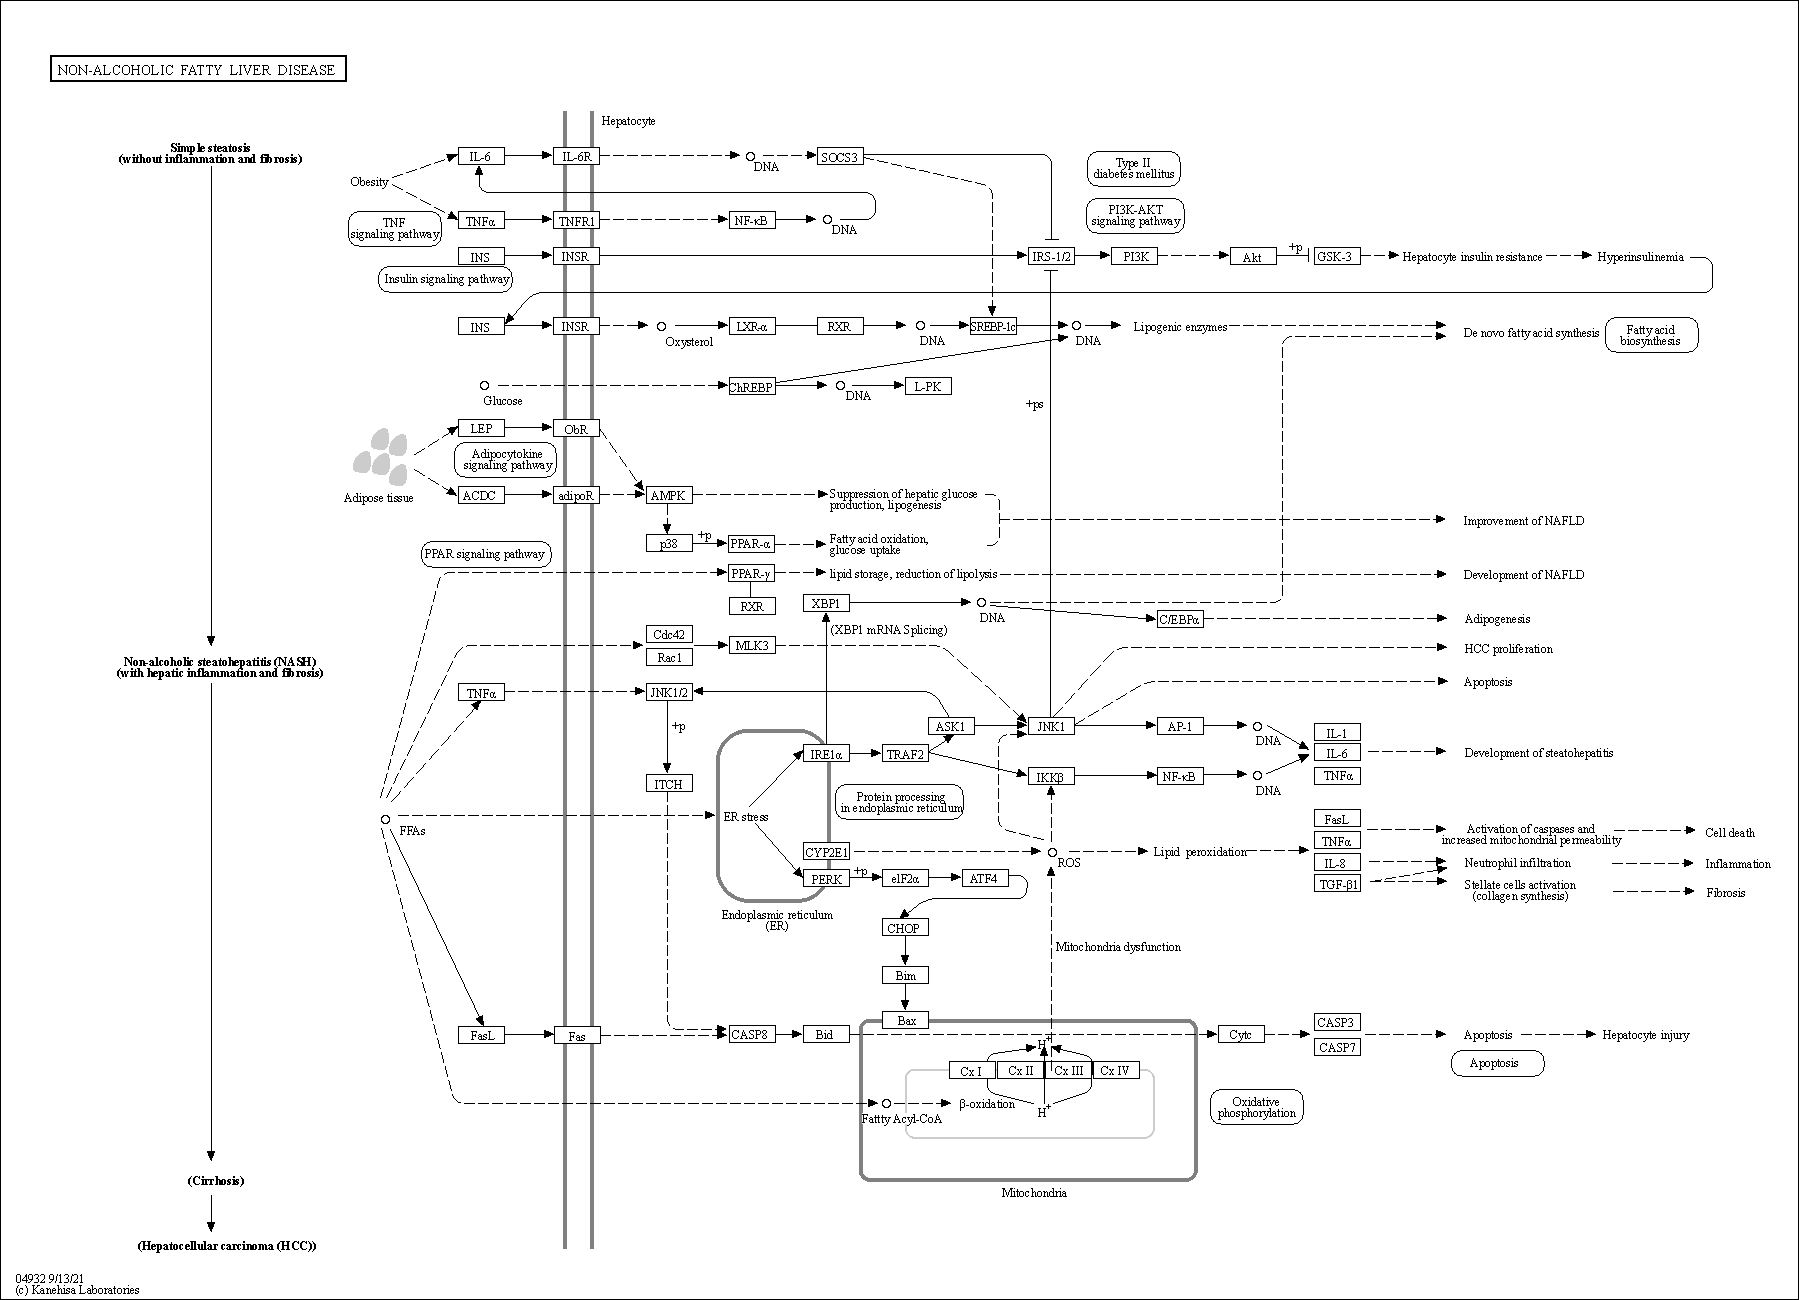 NON-ALCOHOLIC FATTY LIVER DISEASE
Hepatocyte
Simple steatosis
(without inflammation and fibrosis)
Obesity
IL-6
IL-6R
DNA
SOCS3
Type II
diabetes mellitus
TNF
signaling pathway
TNFα
TNFR1
NF-κB
DNA
PI3K-AKT
signaling pathway
INS
INSR
IRS-1/2
PI3K
Akt
+p
GSK-3
Hepatocyte insulin resistance
Hyperinsulinemia
Insulin signaling pathway
INS
INSR
Oxysterol
LXR-α
RXR
DNA
SREBP-1c
DNA
Lipogenic enzymes
De novo fatty acid synthesis
Fatty acid
biosynthesis
Glucose
ChREBP
DNA
L-PK
+ps
LEP
ObR
Adipocytokine
signaling pathway
Adipose tissue
ACDC
adipoR
AMPK
Suppression of hepatic glucose
production, lipogenesis
Improvement of NAFLD
p38
+p
PPAR-α
Fatty acid oxidation,
glucose uptake
PPAR signaling pathway
PPAR-γ
lipid storage, reduction of lipolysis
Development of NAFLD
RXR
XBP1
DNA
(XBP1 mRNA Splicing)
C/EBPα
Adipogenesis
Cdc42
Rac1
MLK3
HCC proliferation
Non-alcoholic steatohepatitis (NASH)
(with hepatic inflammation and fibrosis)
TNFα
JNK1/2
Apoptosis
+p
ASK1
JNK1
AP-1
DNA
IL-1
IL-6
TNFα
Development of steatohepatitis
IRE1α
TRAF2
IKKβ
NF-κB
DNA
ITCH
Protein processing
in endoplasmic reticulum
ER stress
FFAs
FasL
TNFα
IL-8
TGF-β1
Activation of caspases and
increased mitochondrial permeability
Cell death
CYP2E1
ROS
Lipid peroxidation
Neutrophil infiltration
Inflammation
PERK
+p
eIF2α
ATF4
Stellate cells activation
(collagen synthesis)
Fibrosis
Endoplasmic reticulum
(ER)
CHOP
Mitochondria dysfunction
Bim
Bax
FasL
Fas
CASP8
Bid
Cytc
CASP3
CASP7
Apoptosis
Hepatocyte injury
Apoptosis
H+
Cx I
Cx II
Cx III
Cx IV
Fattty Acyl-CoA
β-oxidation
H+
Oxidative
phosphorylation
Mitochondria
(Cirrhosis)
(Hepatocellular carcinoma (HCC))
04932 9/13/21
(c) Kanehisa Laboratories